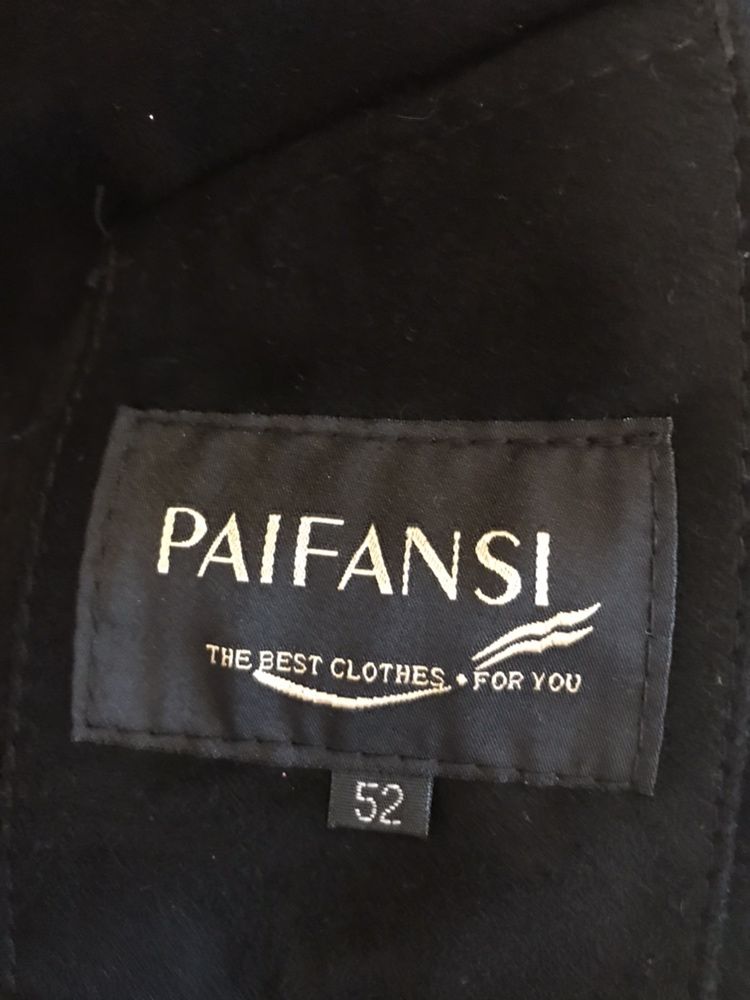 PAIFANSI
THE BEST CLOTHES • FOR YOU
52